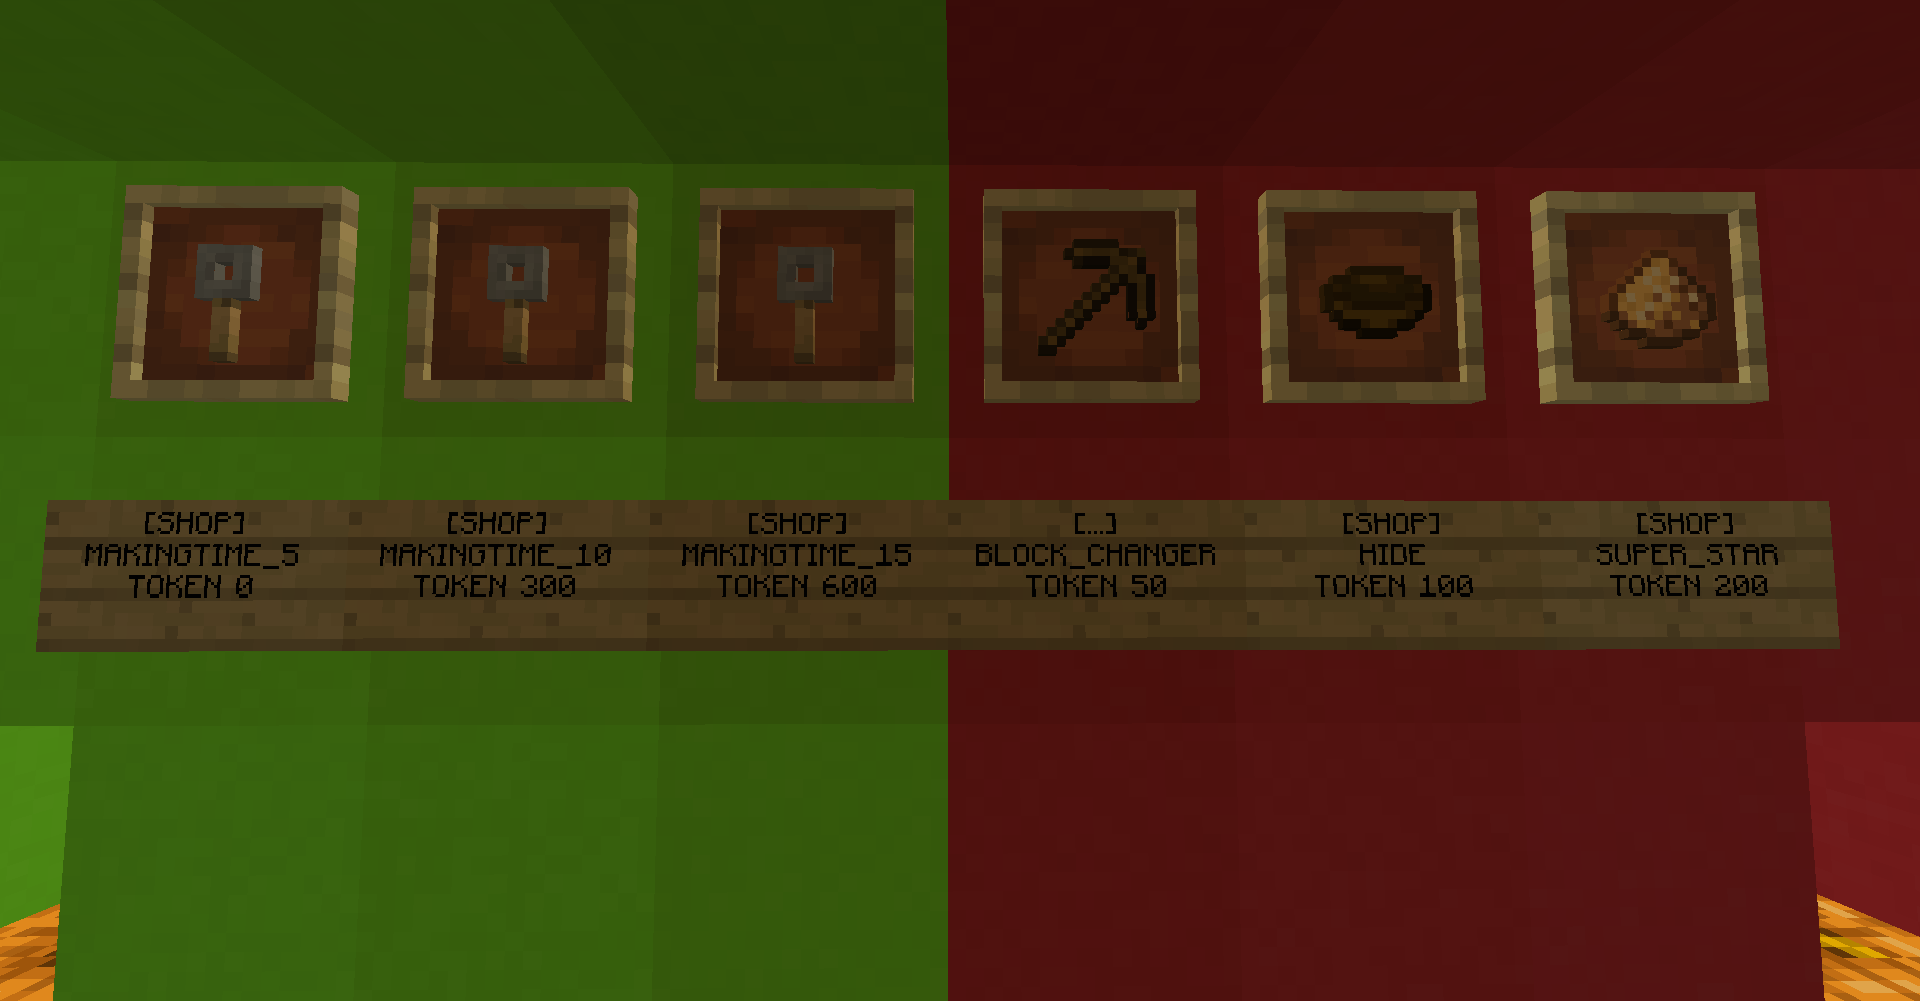 [SHOP]
MAKINGTIME_5
TOKEN 0
[SHOP]
MAKINGTIME_10
TOKEN 300
[SHOP]
MAKINGTIME_15
TOKEN 600
[...]
BLOCK_CHANGER
TOKEN 50
[SHOP]
HIDE
TOKEN 100
[SHOP]
SUPER_STAR
TOKEN 200